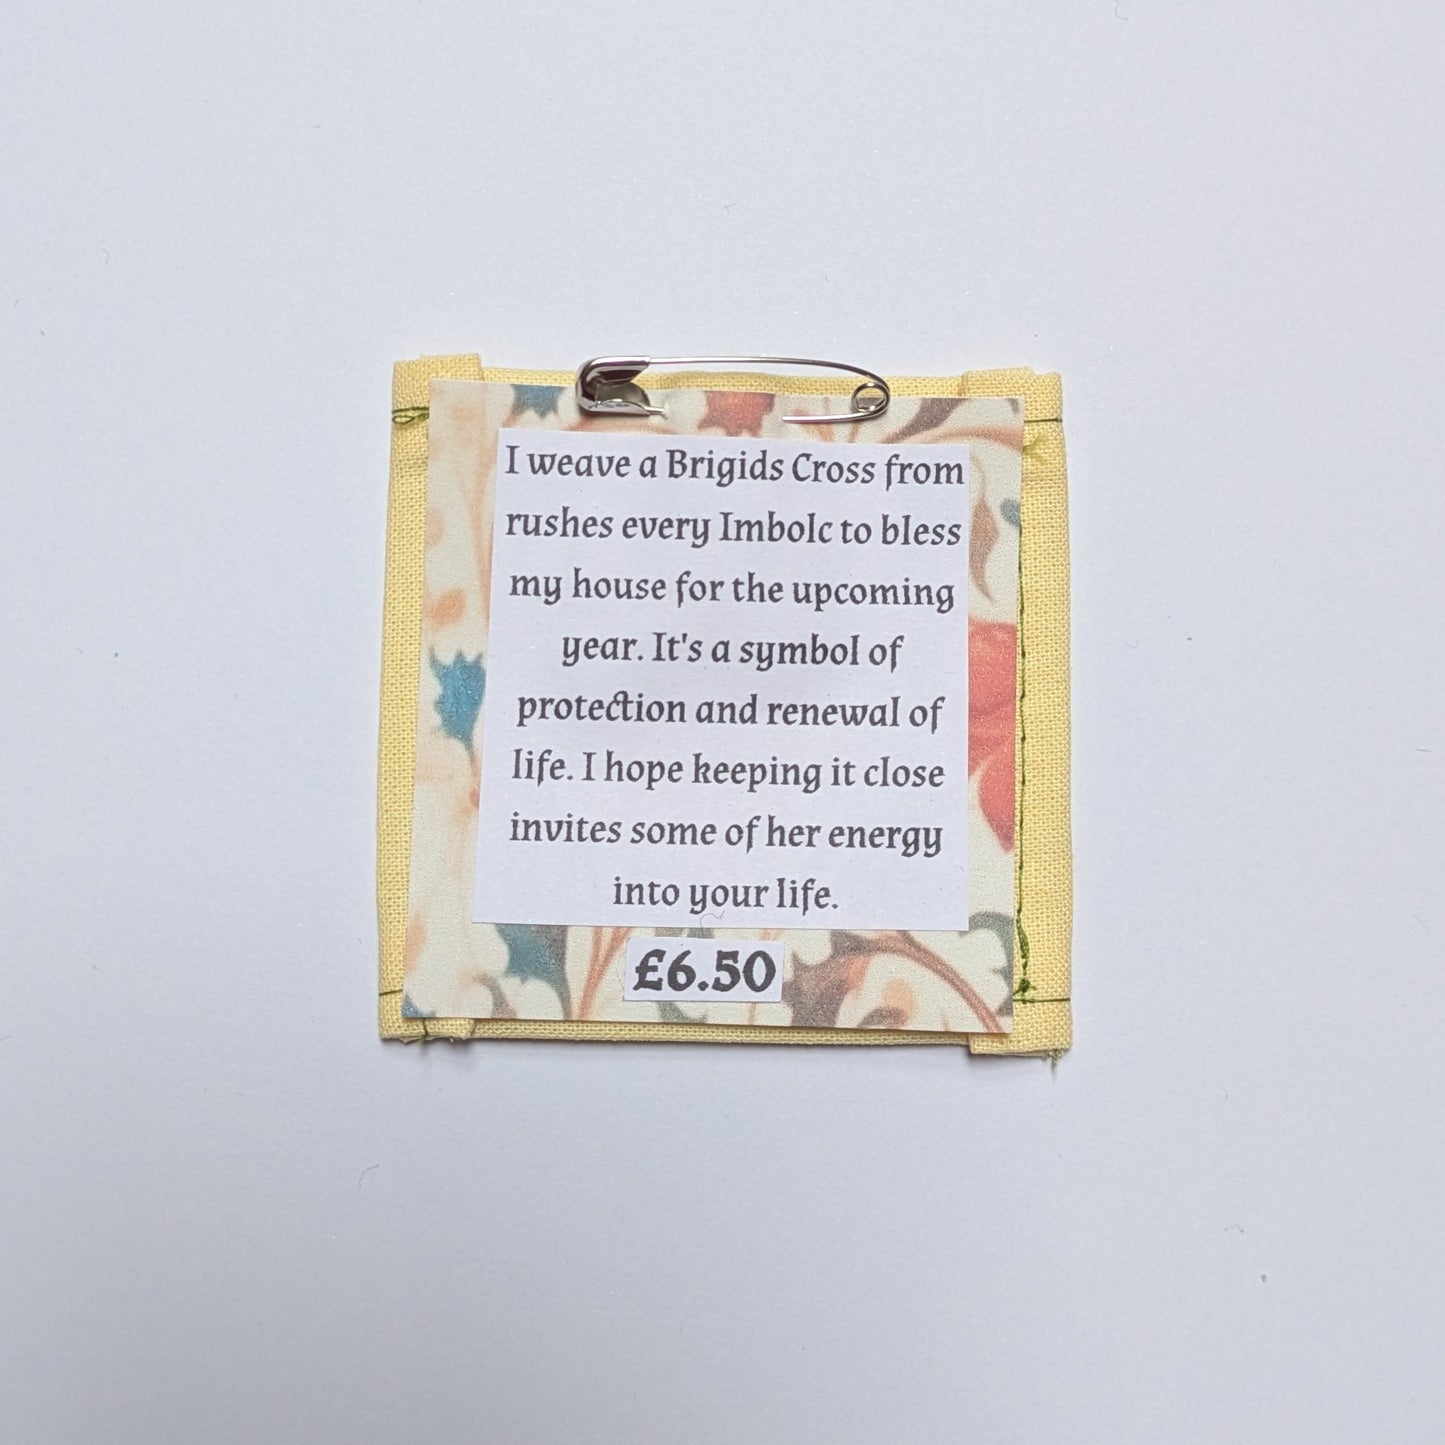 I weave a Brigids Cross from
rushes every Imbolc to bless
my house for the upcoming
year. It's a symbol of
protection and renewal of
life. I hope keeping it close
invites some of her energy
into your life.
£6.50